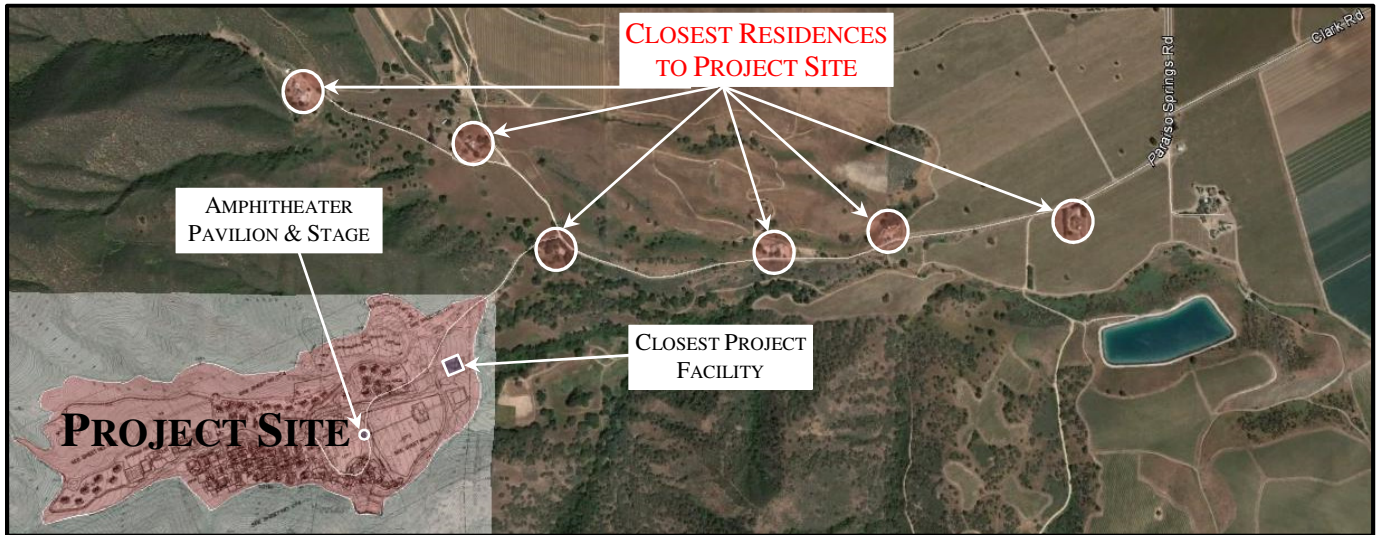 CLOSEST RESIDENCES
TO PROJECT SITE
Clark Rd
Paraiso Springs Rd
AMPHITHEATER
PAVILION & STAGE
CLOSEST PROJECT
FACILITY
PROJECT SITE